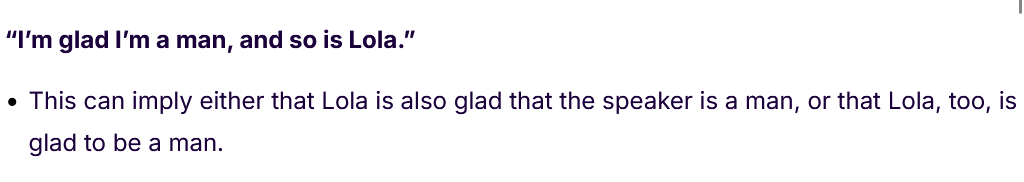 “I’m glad I’m a man, and so is Lola.”
• This can imply either that Lola is also glad that the speaker is a man, or that Lola, too, is
glad to be a man.